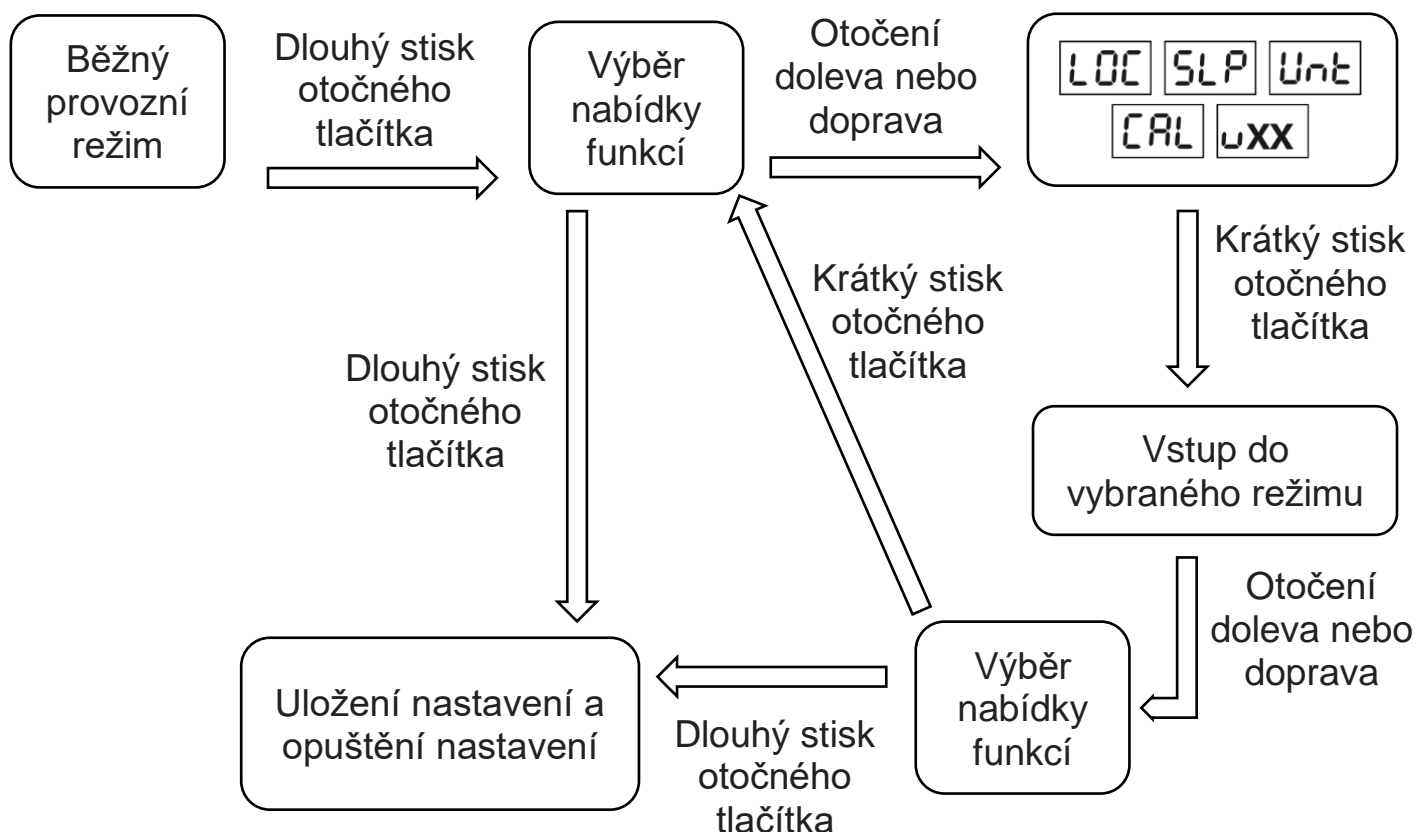 Běžný
provozní
režim
Dlouhý stisk
otočného
tlačítka
Výběr
nabídky
funkcí
Otočení
doleva nebo
doprava
LOC SLP Unt
CAL uXX
Krátký stisk
otočného
tlačítka
Krátký stisk
otočného
tlačítka
Dlouhý stisk
otočného
tlačítka
Vstup do
vybraného režimu
Otočení
doleva nebo
doprava
Výběr
nabídky
funkcí
Uložení nastavení a
opuštění nastavení
Dlouhý stisk
otočného
tlačítka